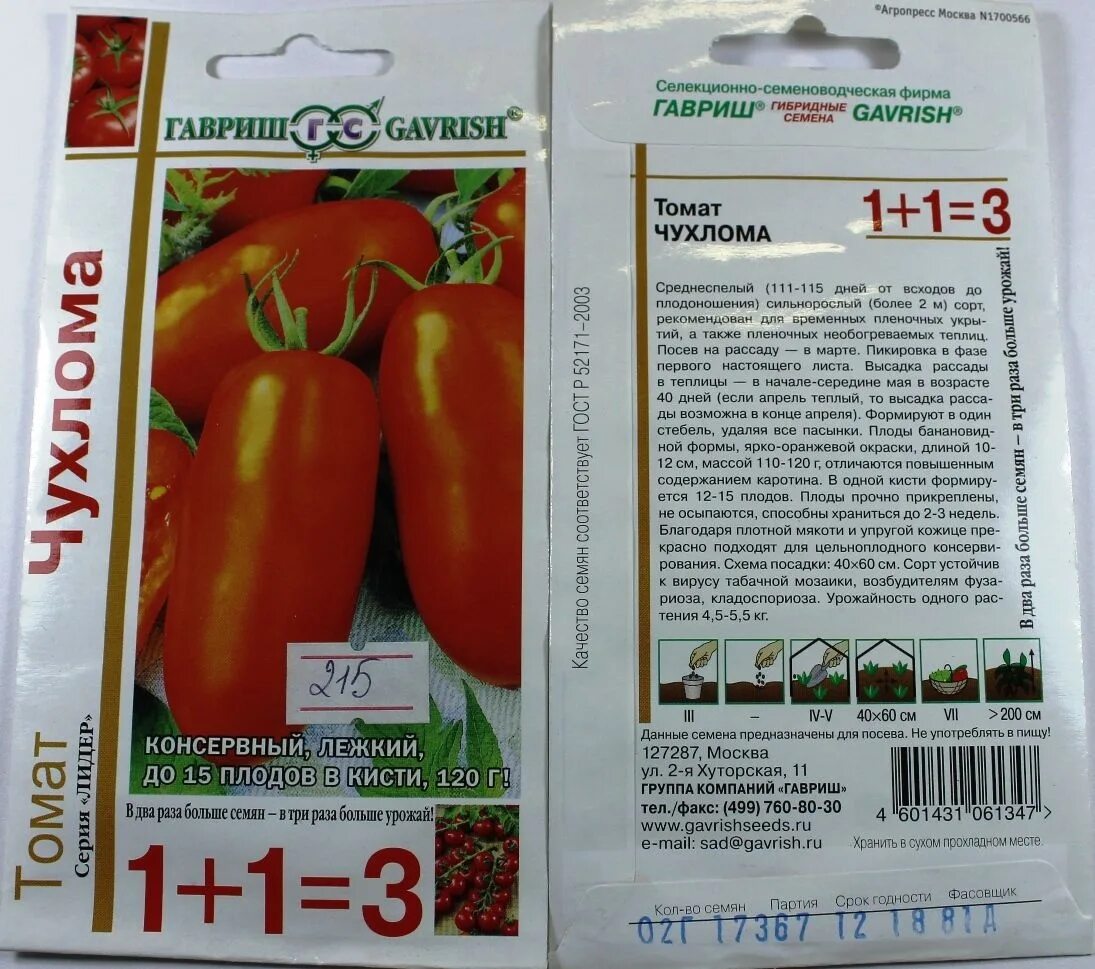 ГАВРИШ ГС GAVRISH®
Чухлома
Томат
Серия «ЛИДЕР»
215
КОНСЕРВНЫЙ, ЛЕЖКИЙ,
ДО 15 ПЛОДОВ В КИСТИ, 120 Г!
В два раза больше семян – в три раза больше урожай!
1+1=3
©Агропресс Москва N1700566
Селекционно-семеноводческая фирма
ГАВРИШ® ГИБРИДНЫЕ СЕМЕНА GAVRISH®
Томат
ЧУХЛОМА
1+1=3
Среднеспелый (111-115 дней от всходов до
плодоношения) сильнорослый (более 2 м) сорт,
рекомендован для временных пленочных укры-
тий, а также пленочных необогреваемых теплиц.
Посев на рассаду — в марте. Пикировка в фазе
первого настоящего листа. Высадка рассады
в теплицы — в начале-середине мая в возрасте
40 дней (если апрель теплый, то высадка расса-
ды возможна в конце апреля). Формируют в один
стебель, удаляя все пасынки. Плоды бананovид-
ной формы, ярко-оранжевой окраски, длиной 10-
12 см, массой 110-120 г, отличаются повышенным
содержанием каротина. В одной кисти формиру-
ется 12-15 плодов. Плоды прочно прикреплены,
не осыпаются, способны храниться до 2-3 недель.
Благодаря плотной мякоти и упругой кожице пре-
красно подходят для цельноплодного консерви-
рования. Схема посадки: 40×60 см. Сорт устойчив
к вирусу табачной мозаики, возбудителям фуза-
риоза, кладоспориоза. Урожайность одного рас-
тения 4,5-5,5 кг.
В два раза больше семян – в три раза больше урожай!
Качество семян соответствует ГОСТ Р 52171–2003
III – IV-V 40×60 см VII > 200 см
Данные семена предназначены для посева. Не употреблять в пищу!
127287, Москва
ул. 2-я Хуторская, 11
ГРУППА КОМПАНИЙ «ГАВРИШ»
тел./факс: (499) 760-80-30
www.gavrishseeds.ru
e-mail: sad@gavrish.ru
4 601431 061347 >
Хранить в сухом прохладном месте.
Кол-во семян Партия Срок годности Фасовщик
02Г 17367 12 18 81Д